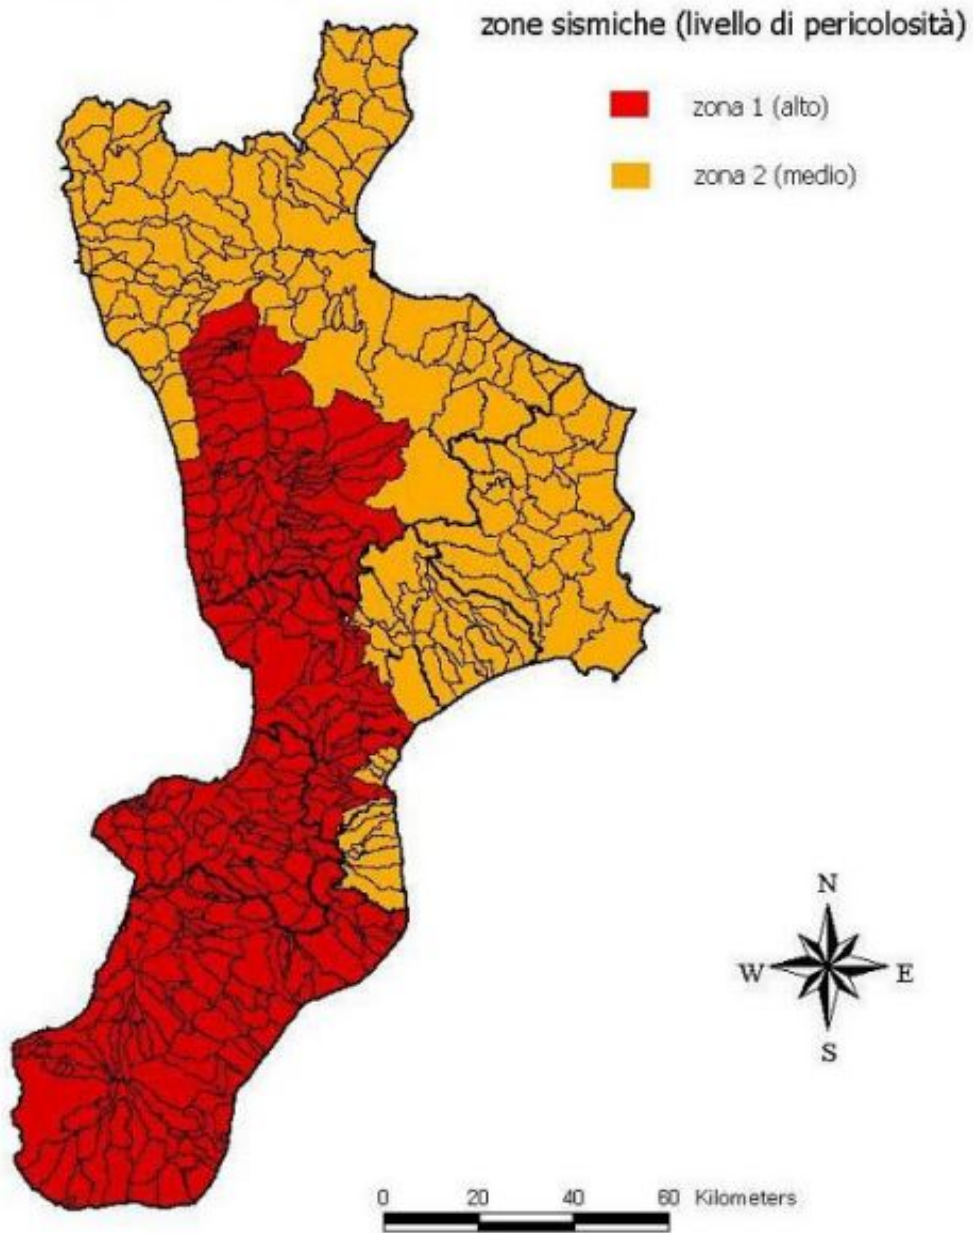 zone sismiche (livello di pericolosità)
zona 1 (alto)
zona 2 (medio)
N
W E
S
0 20 40 60 Kilometers